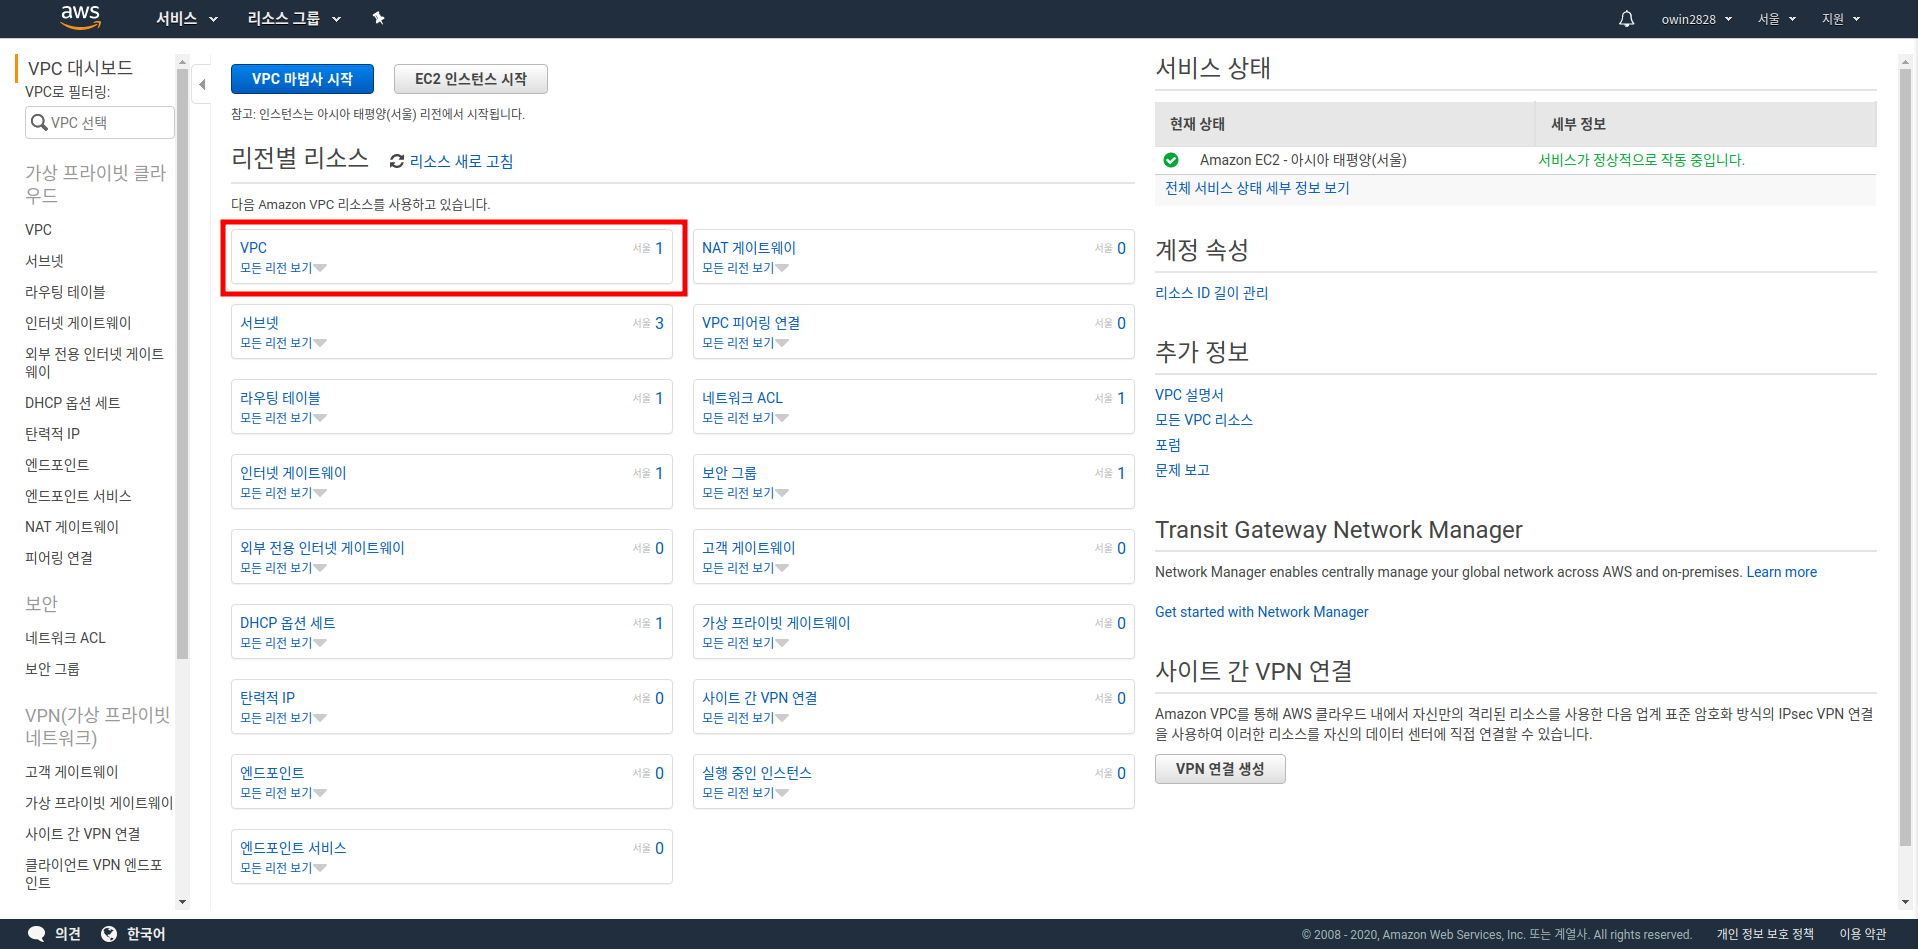 aws
서비스
리소스 그룹
owin2828
서울
지원
VPC 대시보드
VPC로 필터링:
VPC 선택
가상 프라이빗 클라
우드
VPC
서브넷
라우팅 테이블
인터넷 게이트웨이
외부 전용 인터넷 게이트
웨이
DHCP 옵션 세트
탄력적 IP
엔드포인트
엔드포인트 서비스
NAT 게이트웨이
피어링 연결
보안
네트워크 ACL
보안 그룹
VPN(가상 프라이빗
네트워크)
고객 게이트웨이
가상 프라이빗 게이트웨이
사이트 간 VPN 연결
클라이언트 VPN 엔드포
인트
VPC 마법사 시작
EC2 인스턴스 시작
참고: 인스턴스는 아시아 태평양(서울) 리전에서 시작됩니다.
리전별 리소스
리소스 새로 고침
다음 Amazon VPC 리소스를 사용하고 있습니다.
VPC 서울 1
모든 리전 보기
NAT 게이트웨이 서울 0
모든 리전 보기
서브넷 서울 3
모든 리전 보기
VPC 피어링 연결 서울 0
모든 리전 보기
라우팅 테이블 서울 1
모든 리전 보기
네트워크 ACL 서울 1
모든 리전 보기
인터넷 게이트웨이 서울 1
모든 리전 보기
보안 그룹 서울 1
모든 리전 보기
외부 전용 인터넷 게이트웨이 서울 0
모든 리전 보기
고객 게이트웨이 서울 0
모든 리전 보기
DHCP 옵션 세트 서울 1
모든 리전 보기
가상 프라이빗 게이트웨이 서울 0
모든 리전 보기
탄력적 IP 서울 0
모든 리전 보기
사이트 간 VPN 연결 서울 0
모든 리전 보기
엔드포인트 서울 0
모든 리전 보기
실행 중인 인스턴스 서울 0
모든 리전 보기
엔드포인트 서비스 서울 0
모든 리전 보기
서비스 상태
현재 상태 세부 정보
Amazon EC2 - 아시아 태평양(서울) 서비스가 정상적으로 작동 중입니다.
전체 서비스 상태 세부 정보 보기
계정 속성
리소스 ID 길이 관리
추가 정보
VPC 설명서
모든 VPC 리소스
포럼
문제 보고
Transit Gateway Network Manager
Network Manager enables centrally manage your global network across AWS and on-premises. Learn more
Get started with Network Manager
사이트 간 VPN 연결
Amazon VPC를 통해 AWS 클라우드 내에서 자신만의 격리된 리소스를 사용한 다음 업계 표준 암호화 방식의 IPsec VPN 연결
을 사용하여 이러한 리소스를 자신의 데이터 센터에 직접 연결할 수 있습니다.
VPN 연결 생성
의견
한국어
© 2008 - 2020, Amazon Web Services, Inc. 또는 계열사. All rights reserved.
개인 정보 보호 정책
이용 약관